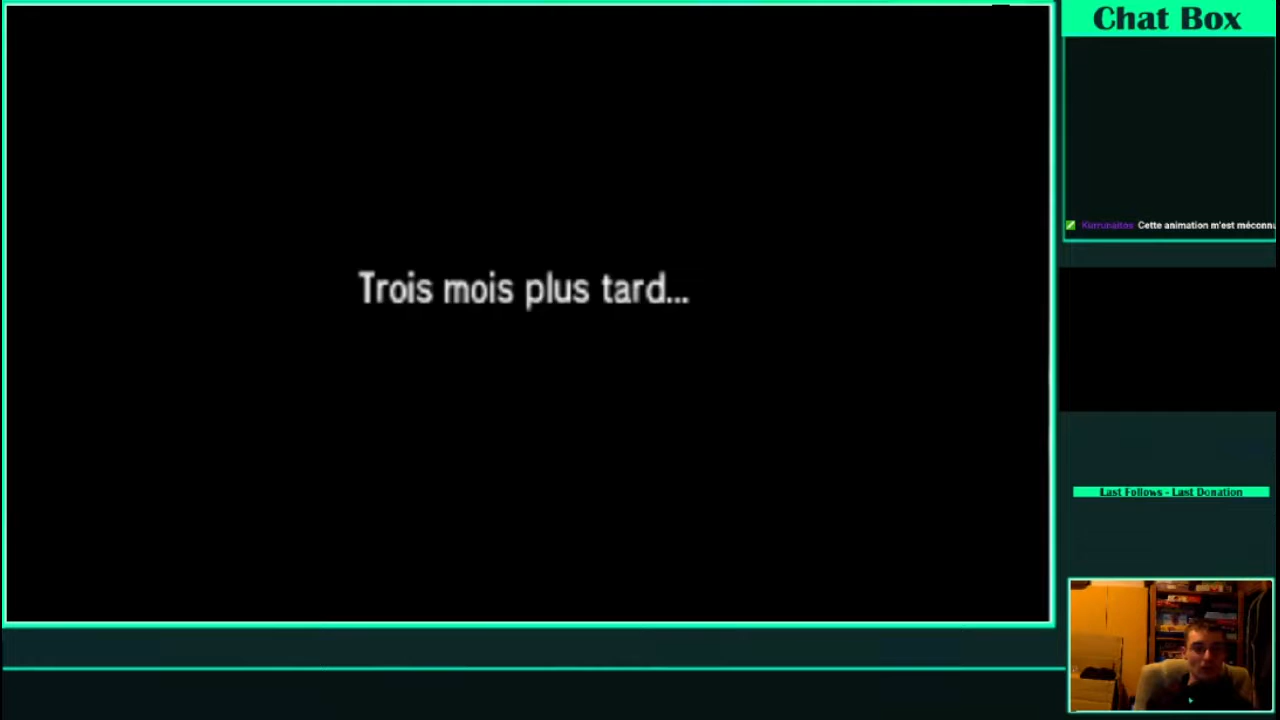 Chat Box
Cette animation m'est méconnu
Trois mois plus tard...
Last Follows - Last Donation